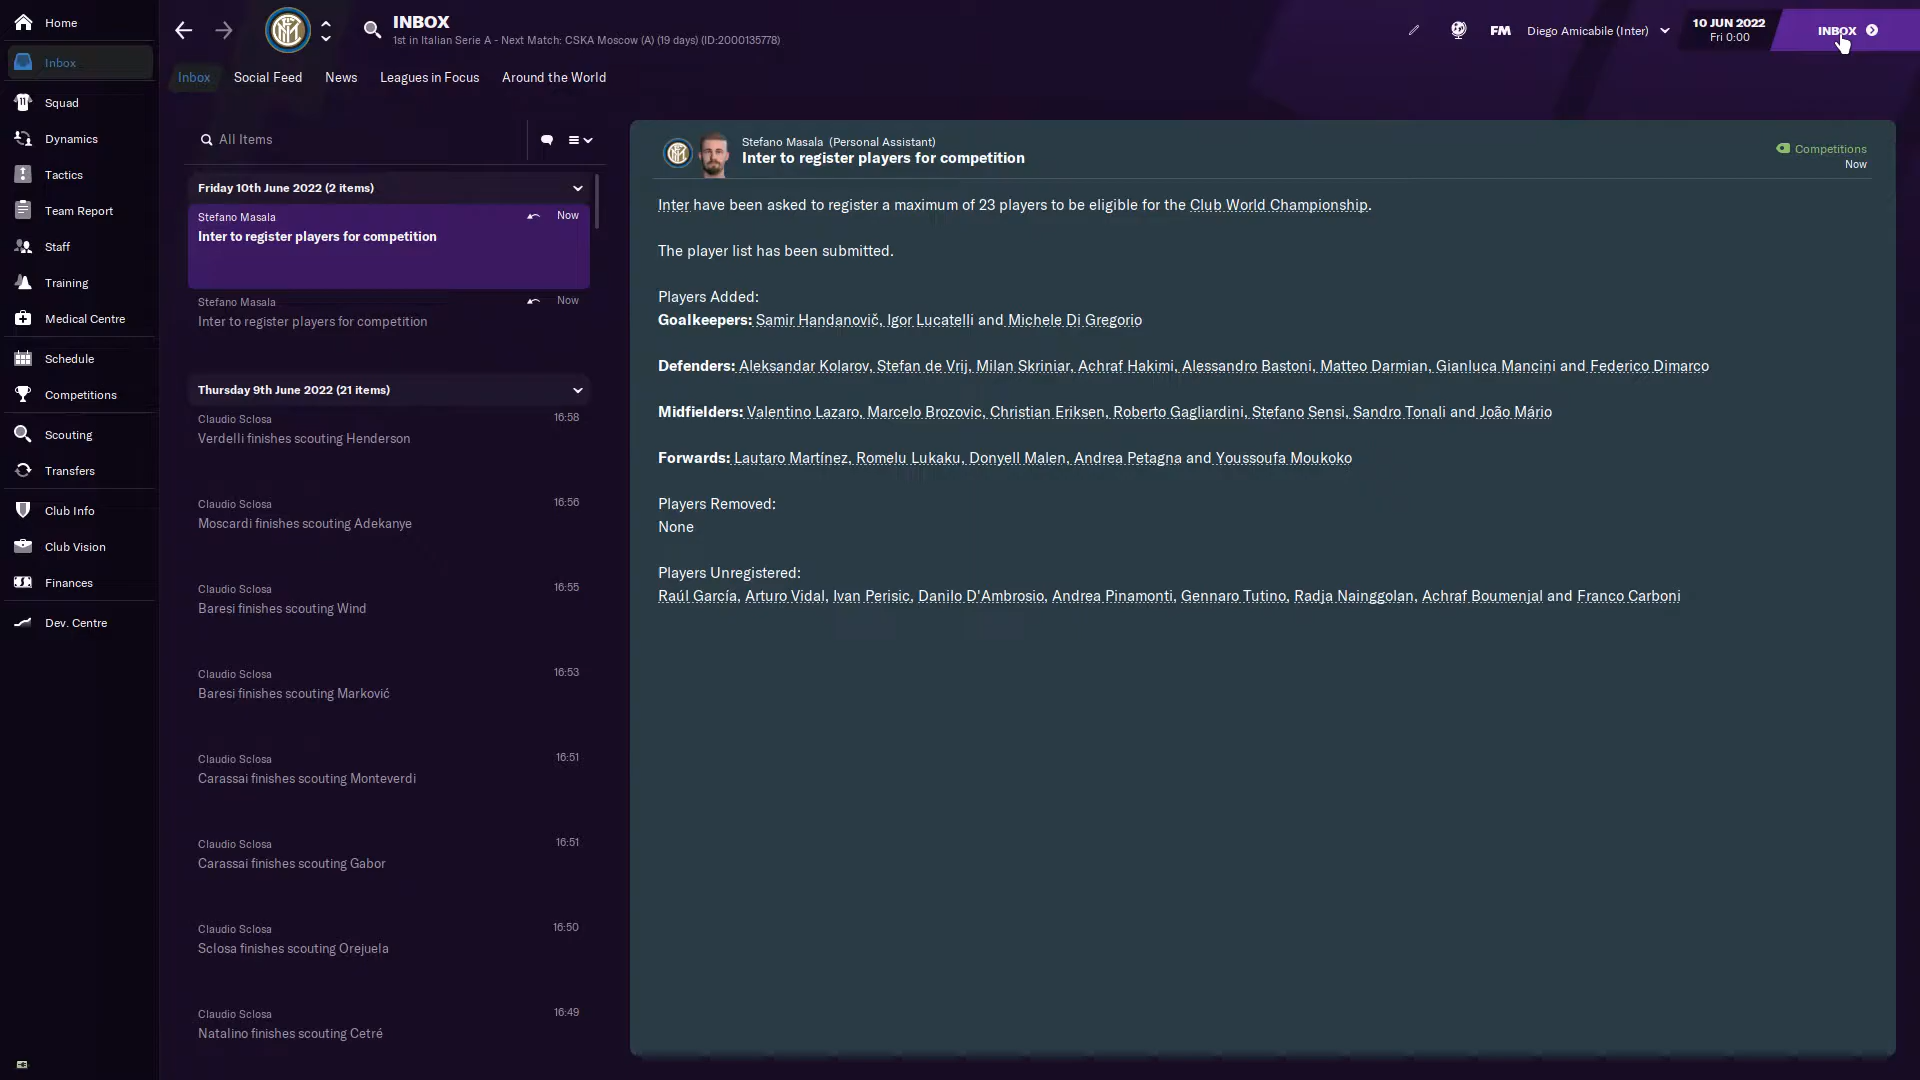 Home
Inbox
Squad
Dynamics
Tactics
Team Report
Staff
Training
Medical Centre
Schedule
Competitions
Scouting
Transfers
Club Info
Club Vision
Finances
Dev. Centre
INBOX
1st in Italian Serie A - Next Match: CSKA Moscow (A) (19 days) (ID:2000135778)
FM
Diego Amicabile (Inter)
10 JUN 2022
Fri 0:00
INBOX
Inbox Social Feed News Leagues in Focus Around the World
All Items
Friday 10th June 2022 (2 items)
Stefano Masala Now
Inter to register players for competition
Stefano Masala Now
Inter to register players for competition
Thursday 9th June 2022 (21 items)
Claudio Sclosa 16:58
Verdelli finishes scouting Henderson
Claudio Sclosa 16:56
Moscardi finishes scouting Adekanye
Claudio Sclosa 16:55
Baresi finishes scouting Wind
Claudio Sclosa 16:53
Baresi finishes scouting Marković
Claudio Sclosa 16:51
Carassai finishes scouting Monteverdi
Claudio Sclosa 16:51
Carassai finishes scouting Gabor
Claudio Sclosa 16:50
Sclosa finishes scouting Orejuela
Claudio Sclosa 16:49
Natalino finishes scouting Cetré
Stefano Masala (Personal Assistant)
Inter to register players for competition
Competitions
Now
Inter have been asked to register a maximum of 23 players to be eligible for the Club World Championship.
The player list has been submitted.
Players Added:
Goalkeepers: Samir Handanovič, Igor Lucatelli and Michele Di Gregorio
Defenders: Aleksandar Kolarov, Stefan de Vrij, Milan Skriniar, Achraf Hakimi, Alessandro Bastoni, Matteo Darmian, Gianluca Mancini and Federico Dimarco
Midfielders: Valentino Lazaro, Marcelo Brozovic, Christian Eriksen, Roberto Gagliardini, Stefano Sensi, Sandro Tonali and João Mário
Forwards: Lautaro Martínez, Romelu Lukaku, Donyell Malen, Andrea Petagna and Youssoufa Moukoko
Players Removed:
None
Players Unregistered:
Raúl García, Arturo Vidal, Ivan Perisic, Danilo D'Ambrosio, Andrea Pinamonti, Gennaro Tutino, Radja Nainggolan, Achraf Boumenjal and Franco Carboni